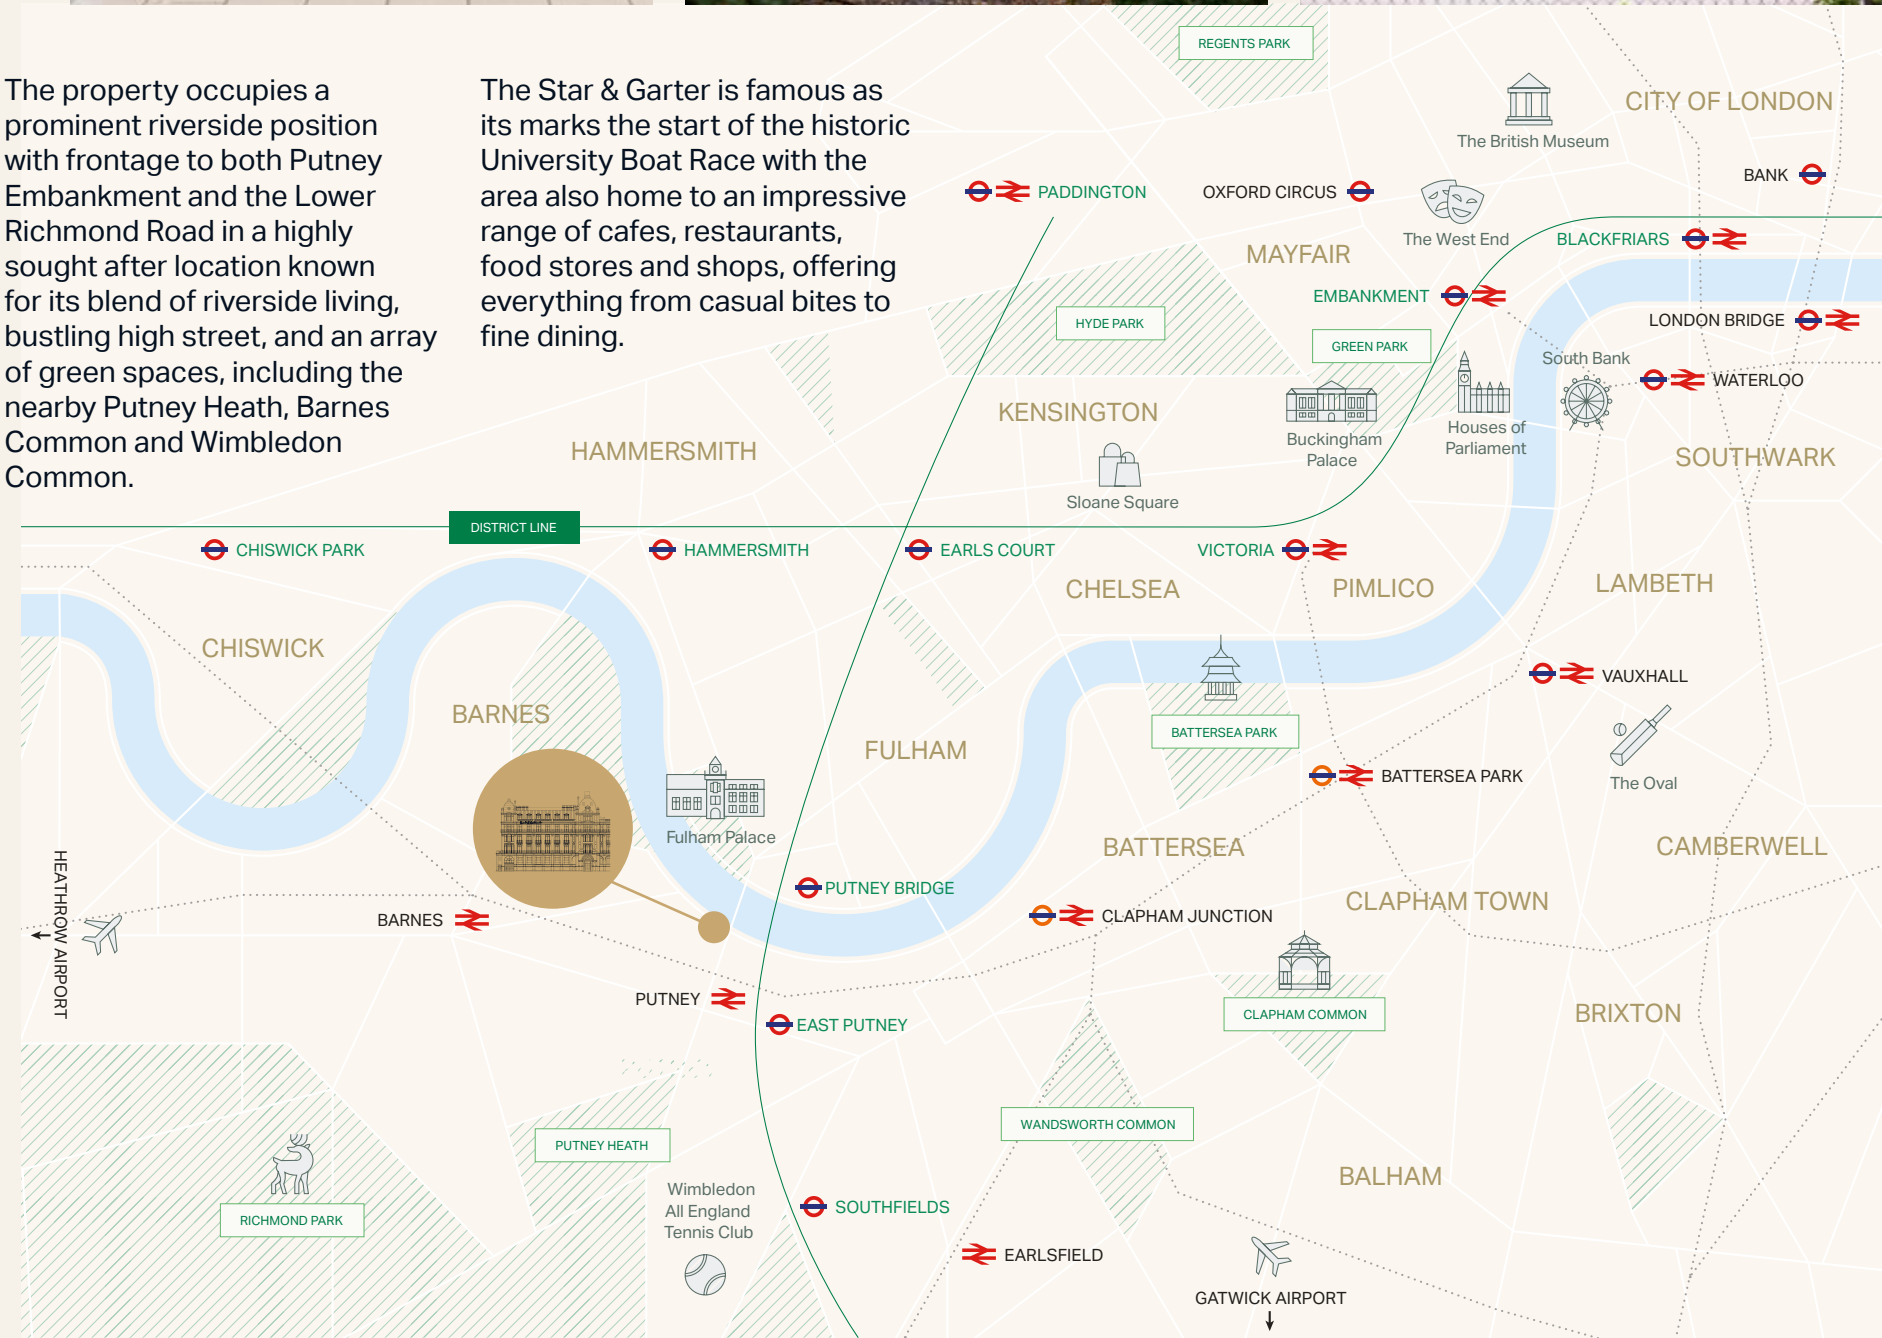 The property occupies a
prominent riverside position
with frontage to both Putney
Embankment and the Lower
Richmond Road in a highly
sought after location known
for its blend of riverside living,
bustling high street, and an array
of green spaces, including the
nearby Putney Heath, Barnes
Common and Wimbledon
Common.
The Star & Garter is famous as
its marks the start of the historic
University Boat Race with the
area also home to an impressive
range of cafes, restaurants,
food stores and shops, offering
everything from casual bites to
fine dining.
REGENTS PARK
CITY OF LONDON
The British Museum
BANK
PADDINGTON
OXFORD CIRCUS
The West End
BLACKFRIARS
MAYFAIR
EMBANKMENT
HYDE PARK
LONDON BRIDGE
GREEN PARK
South Bank
WATERLOO
KENSINGTON
Buckingham
Palace
Houses of
Parliament
HAMMERSMITH
SOUTHWARK
Sloane Square
DISTRICT LINE
CHISWICK PARK
HAMMERSMITH
EARLS COURT
VICTORIA
CHELSEA
PIMLICO
LAMBETH
CHISWICK
VAUXHALL
BARNES
BATTERSEA PARK
FULHAM
BATTERSEA PARK
The Oval
Fulham Palace
BATTERSEA
CAMBERWELL
PUTNEY BRIDGE
CLAPHAM TOWN
BARNES
CLAPHAM JUNCTION
HEATHROW AIRPORT
PUTNEY
EAST PUTNEY
CLAPHAM COMMON
BRIXTON
WANDSWORTH COMMON
PUTNEY HEATH
BALHAM
Wimbledon
All England
Tennis Club
RICHMOND PARK
SOUTHFIELDS
EARLSFIELD
GATWICK AIRPORT